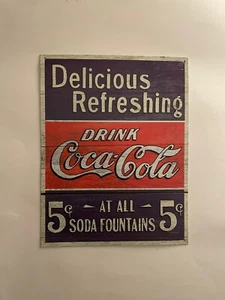 Delicious
Refreshing
DRINK
Coca-Cola
5¢ AT ALL 5¢
SODA FOUNTAINS